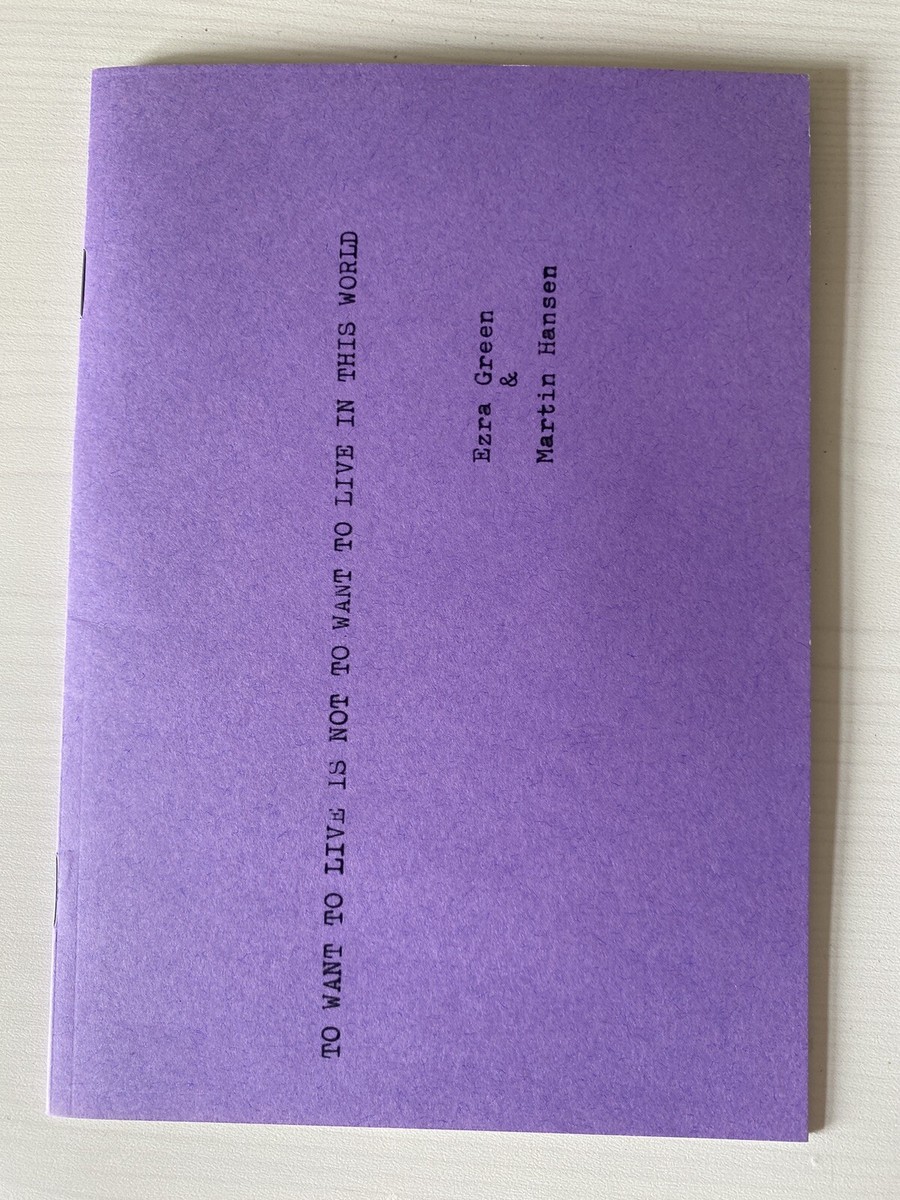 TO WANT TO LIVE IS NOT TO WANT TO LIVE IN THIS WORLD
Ezra Green
&
Martin Hansen